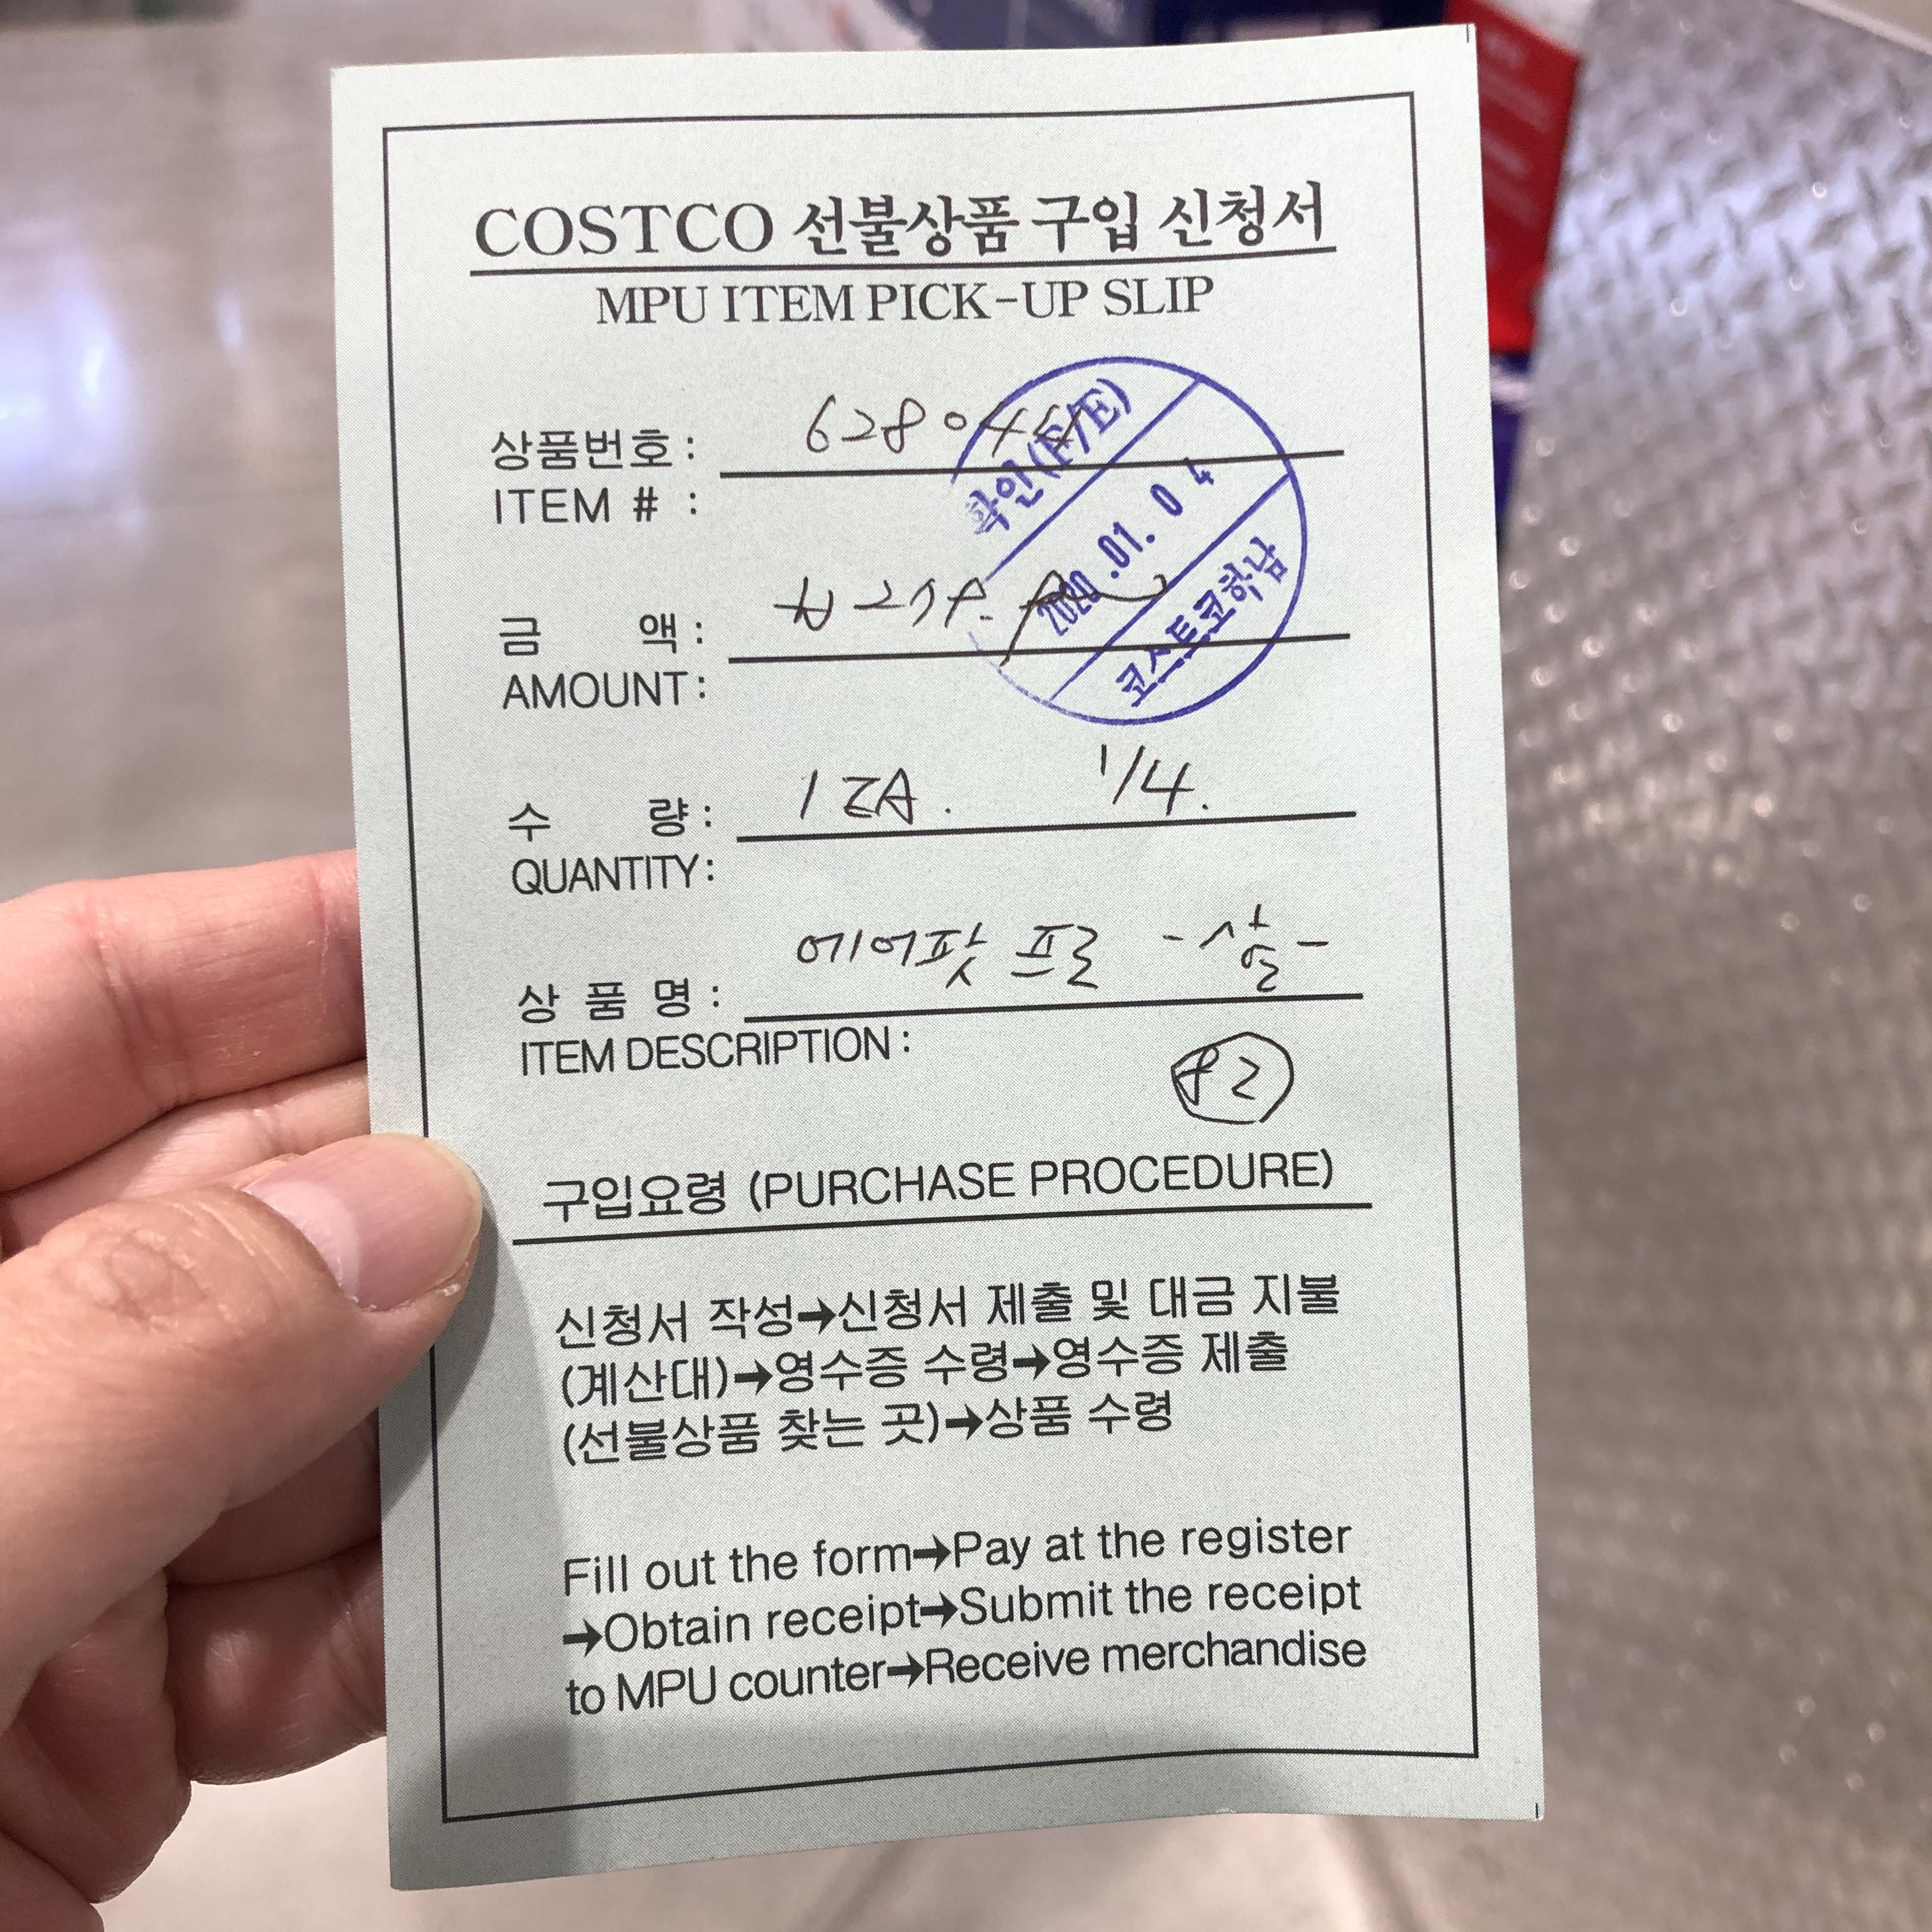 COSTCO 선불상품 구입 신청서
MPU ITEM PICK-UP SLIP
상품번호 : 628044
ITEM # :
확인(F/E)
2020.01.04
코스트코하남
금 액 :
AMOUNT :
수 량 : 1 EA. 1/4.
QUANTITY :
상 품 명 : 에어팟 프로
ITEM DESCRIPTION :
82
구입요령 (PURCHASE PROCEDURE)
신청서 작성➔신청서 제출 및 대금 지불
(계산대)➔영수증 수령➔영수증 제출
(선불상품 찾는 곳)➔상품 수령
Fill out the form➔Pay at the register
➔Obtain receipt➔Submit the receipt
to MPU counter➔Receive merchandise